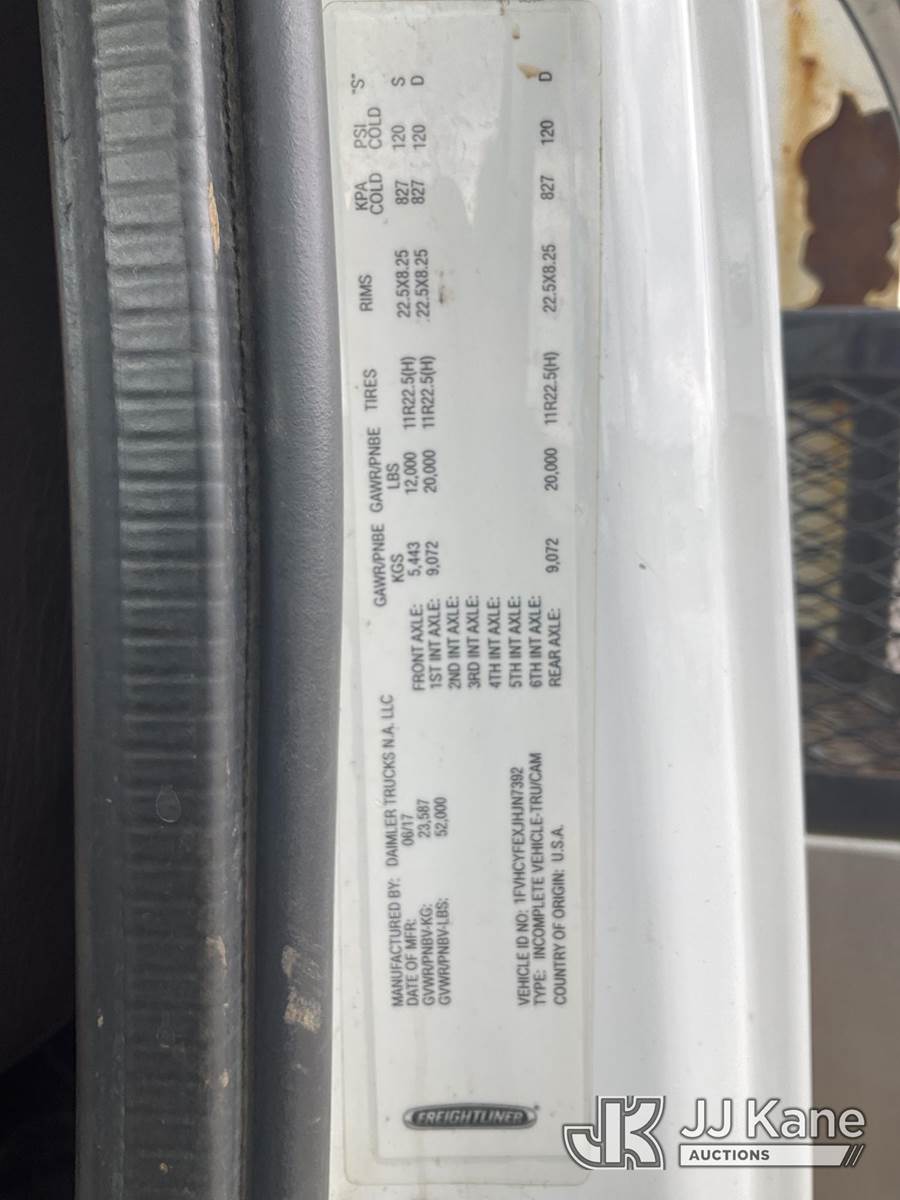 FREIGHTLINER
MANUFACTURED BY: DAIMLER TRUCKS N.A. LLC
DATE OF MFR: 06/17
GVWR/PNBV-KG: 23,587
GVWR/PNBV-LBS: 52,000
VEHICLE ID NO: 1FVHCYFEXJHJN7392
TYPE: INCOMPLETE VEHICLE-TRU/CAM
COUNTRY OF ORIGIN: U.S.A.
GAWR/PNBE GAWR/PNBE TIRES RIMS KPA PSI "S"
KGS LBS COLD COLD
FRONT AXLE: 5,443 12,000 11R22.5(H) 22.5X8.25 827 120 S
1ST INT AXLE: 9,072 20,000 11R22.5(H) 22.5X8.25 827 120 D
2ND INT AXLE:
3RD INT AXLE:
4TH INT AXLE:
5TH INT AXLE:
6TH INT AXLE:
REAR AXLE: 9,072 20,000 11R22.5(H) 22.5X8.25 827 120 D
JK JJ Kane
AUCTIONS